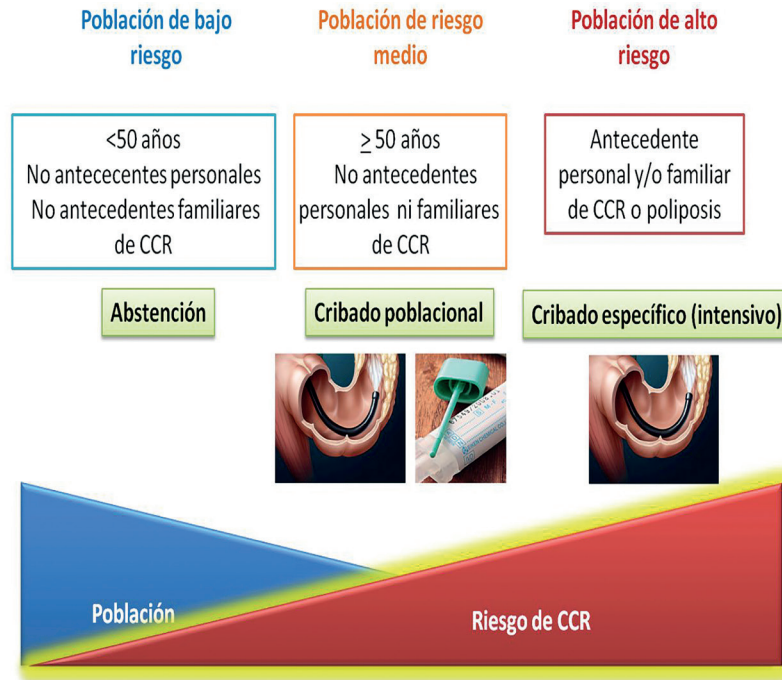 Población de bajo
riesgo
Población de riesgo
medio
Población de alto
riesgo
<50 años
No antececentes personales
No antecedentes familiares
de CCR
≥ 50 años
No antecedentes
personales ni familiares
de CCR
Antecedente
personal y/o familiar
de CCR o poliposis
Abstención
Cribado poblacional
Cribado específico (intensivo)
Población
Riesgo de CCR